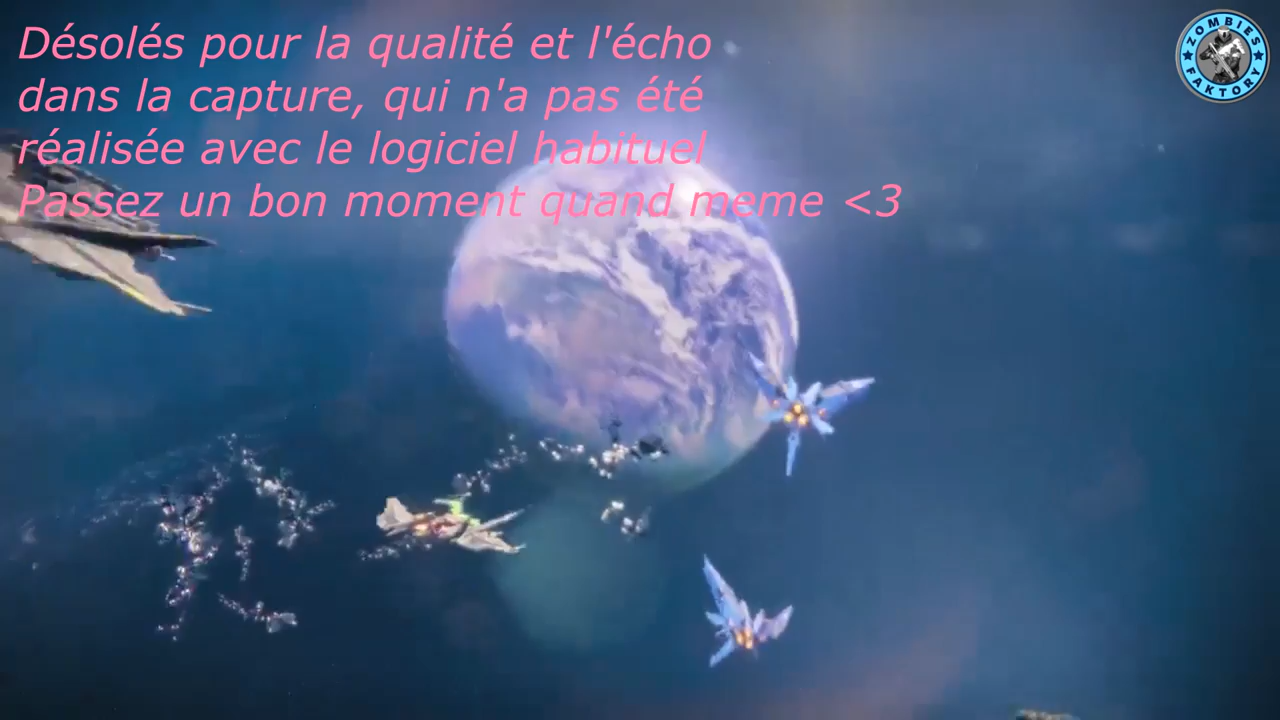 Désolés pour la qualité et l'écho
dans la capture, qui n'a pas été
réalisée avec le logiciel habituel
Passez un bon moment quand meme <3
ZOMBIES
FAKTORY